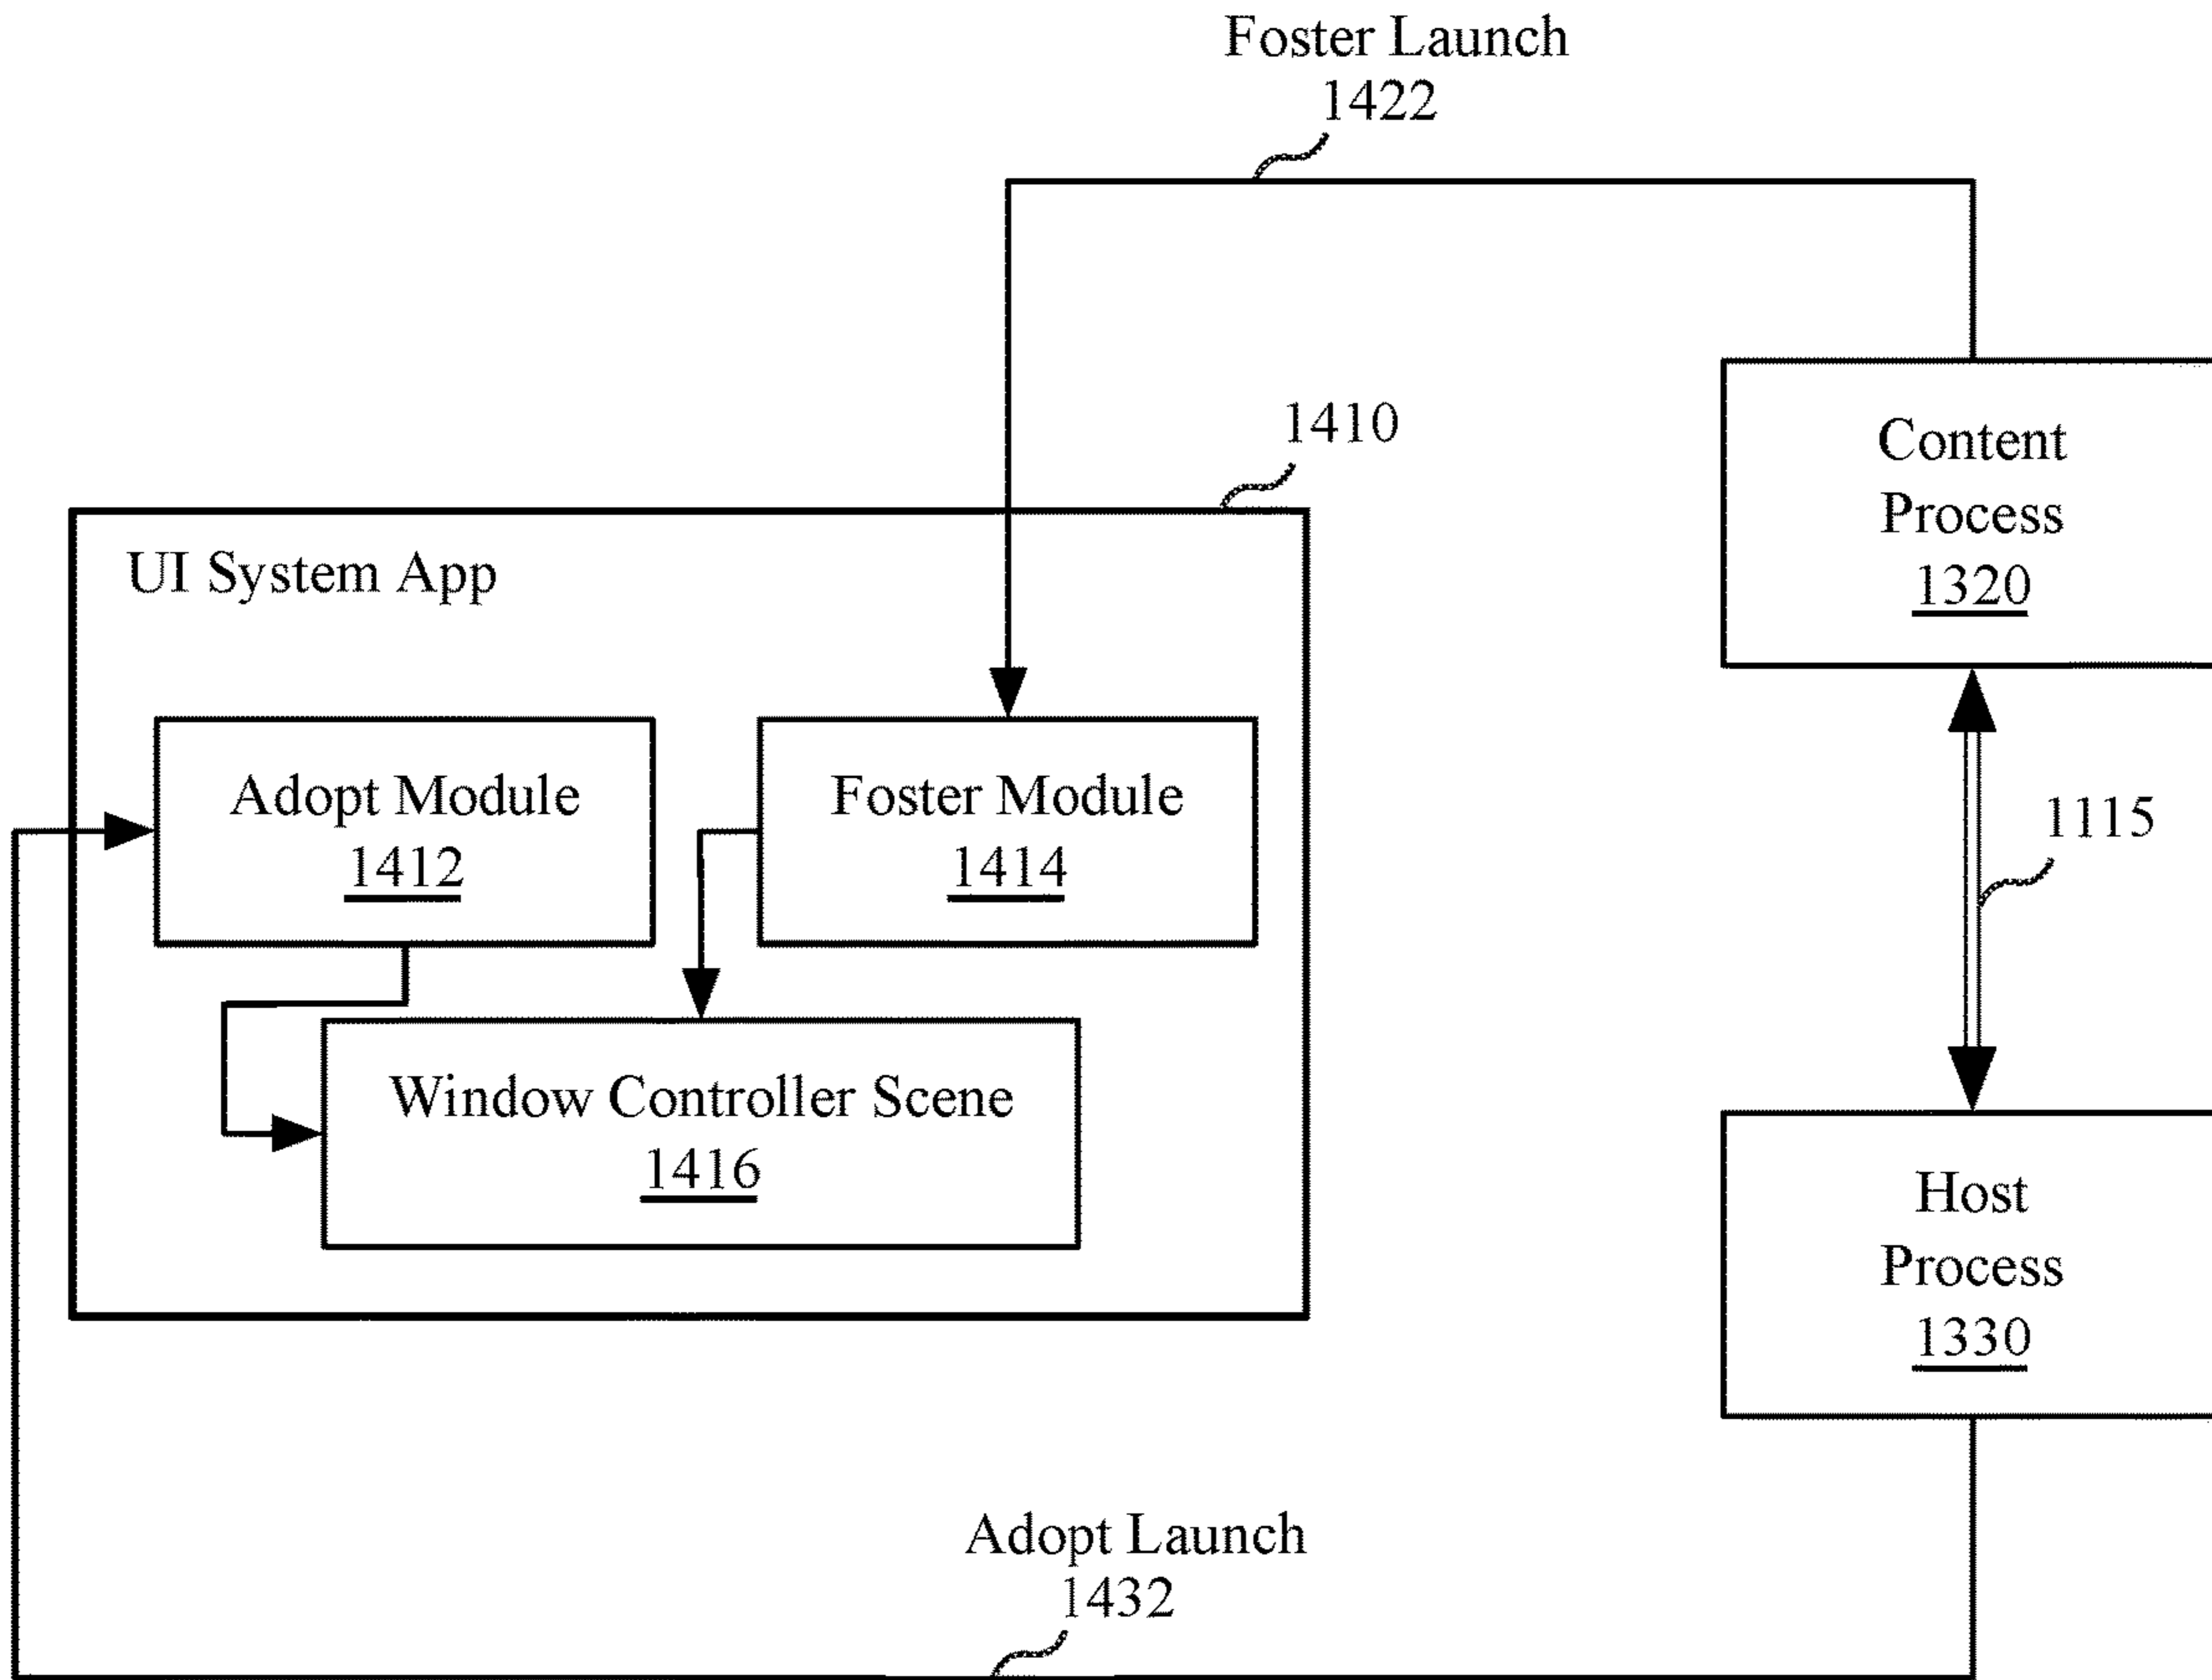 Foster Launch
1422
1410
Content
Process
1320
UI System App
Adopt Module
1412
Foster Module
1414
1115
Window Controller Scene
1416
Host
Process
1330
Adopt Launch
1432